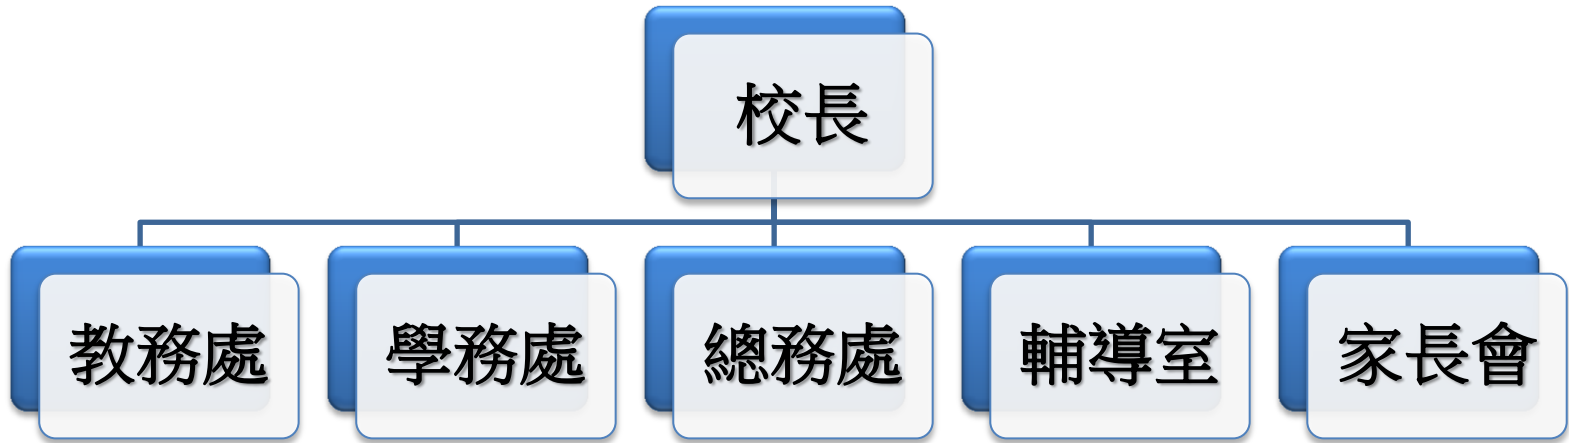 校長
教務處
學務處
總務處
輔導室
家長會